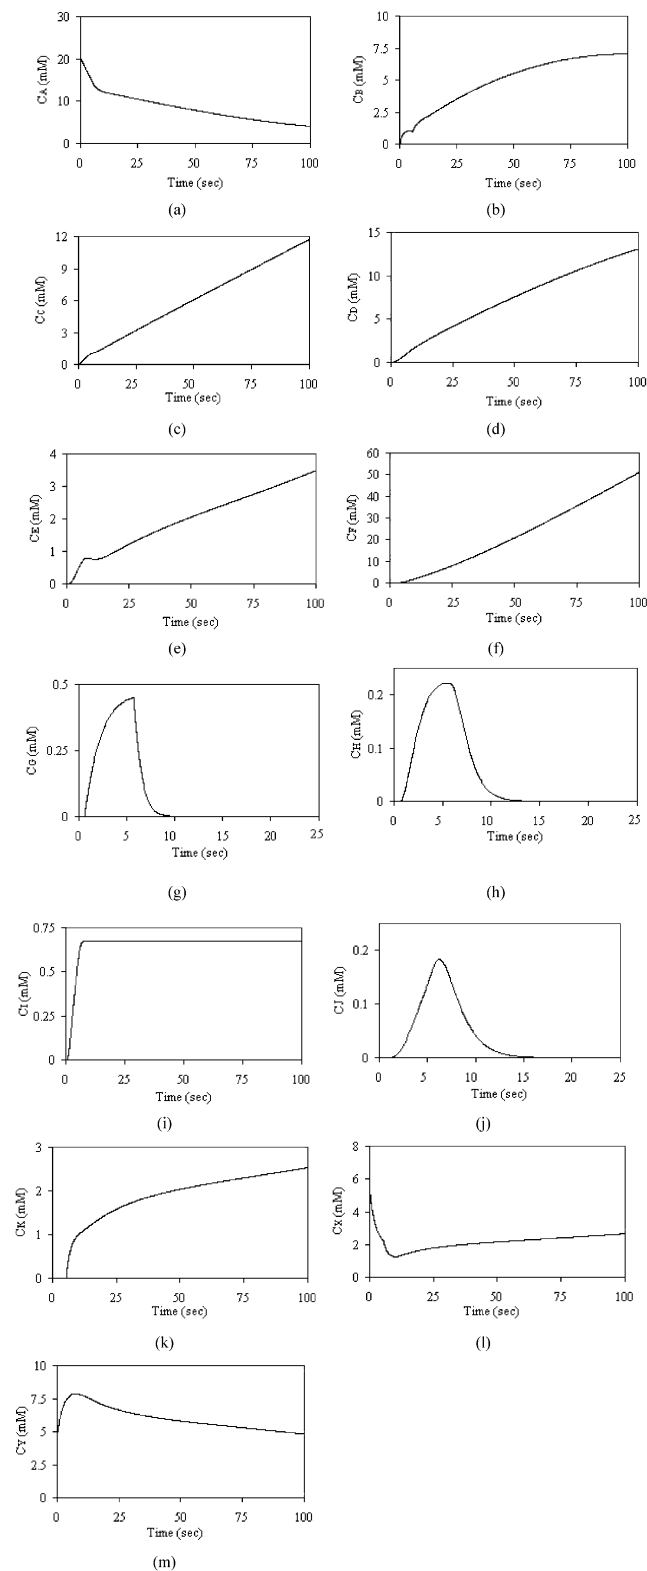 30
20
10
0
CA (mM)
0 25 50 75 100
Time (sec)
(a)
10
7.5
5
2.5
0
CB (mM)
0 25 50 75 100
Time (sec)
(b)
12
9
6
3
0
CC (mM)
0 25 50 75 100
Time (sec)
(c)
15
10
5
0
CD (mM)
0 25 50 75 100
Time (sec)
(d)
4
3
2
1
0
CE (mM)
0 25 50 75 100
Time (sec)
(e)
60
50
40
30
20
10
0
CF (mM)
0 25 50 75 100
Time (sec)
(f)
0.5
0.25
0
CG (mM)
0 5 10 15 20 25
Time (sec)
(g)
0.2
0.1
0
CH (mM)
0 5 10 15 20 25
Time (sec)
(h)
0.75
0.5
0.25
0
CI (mM)
0 25 50 75 100
Time (sec)
(i)
0.2
0.1
0
CJ (mM)
0 5 10 15 20 25
Time (sec)
(j)
3
2
1
0
CK (mM)
0 25 50 75 100
Time (sec)
(k)
8
6
4
2
0
CX (mM)
0 25 50 75 100
Time (sec)
(l)
10
7.5
5
2.5
0
CY (mM)
0 25 50 75 100
Time (sec)
(m)